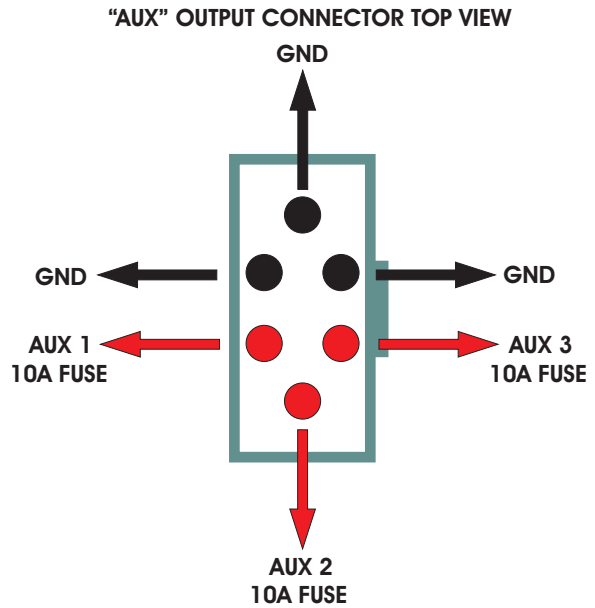 “AUX” OUTPUT CONNECTOR TOP VIEW
GND
GND
GND
AUX 1
10A FUSE
AUX 3
10A FUSE
AUX 2
10A FUSE